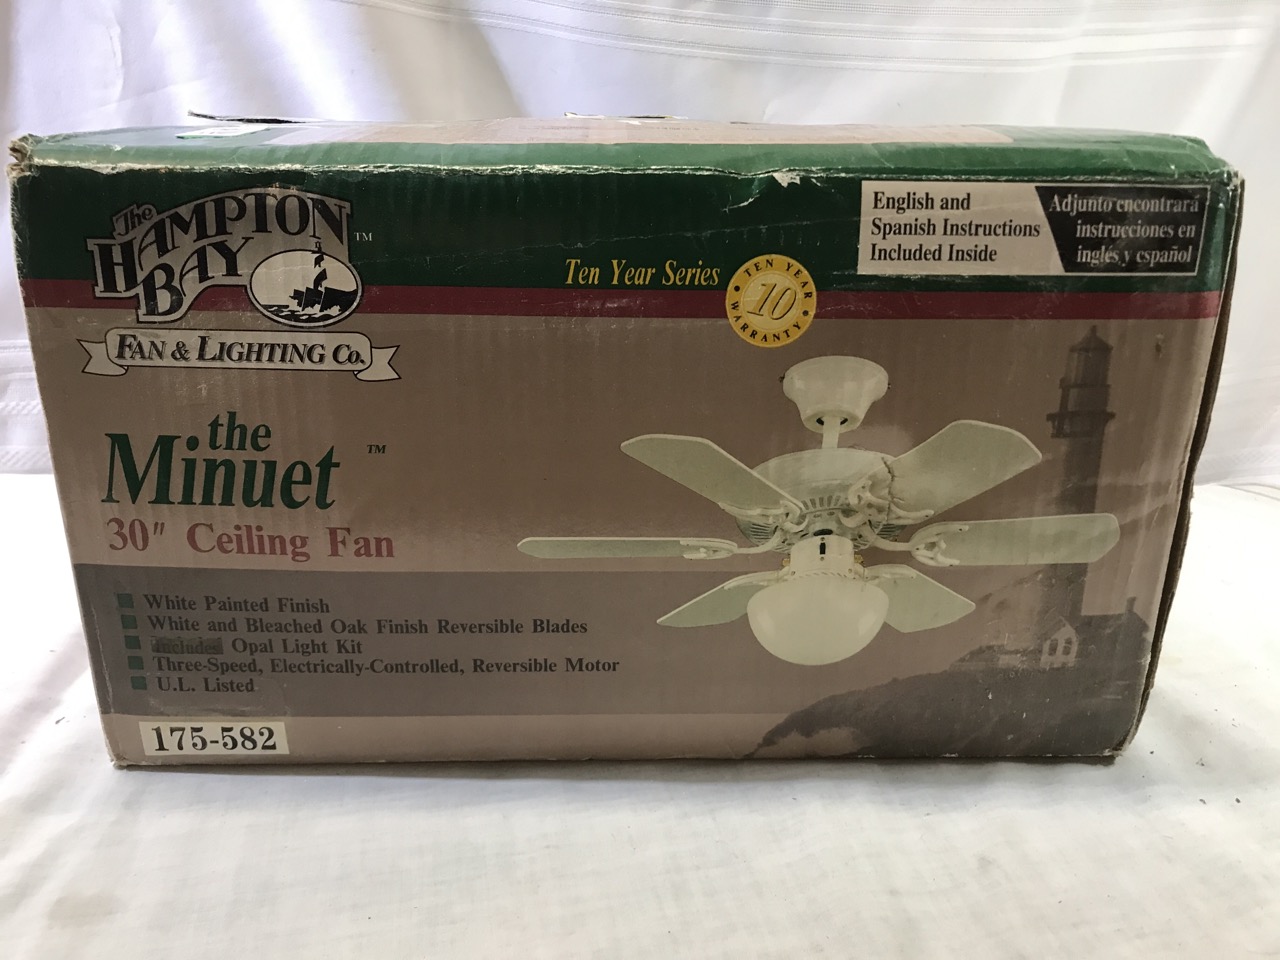 The
HAMPTON
BAY
TM
FAN & LIGHTING CO.
Ten Year Series
TEN YEAR
10
WARRANTY
English and
Spanish Instructions
Included Inside
Adjunto encontrará
instrucciones en
inglés y español
the
Minuet TM
30" Ceiling Fan
White Painted Finish
White and Bleached Oak Finish Reversible Blades
Includes Opal Light Kit
Three-Speed, Electrically-Controlled, Reversible Motor
U.L. Listed
175-582